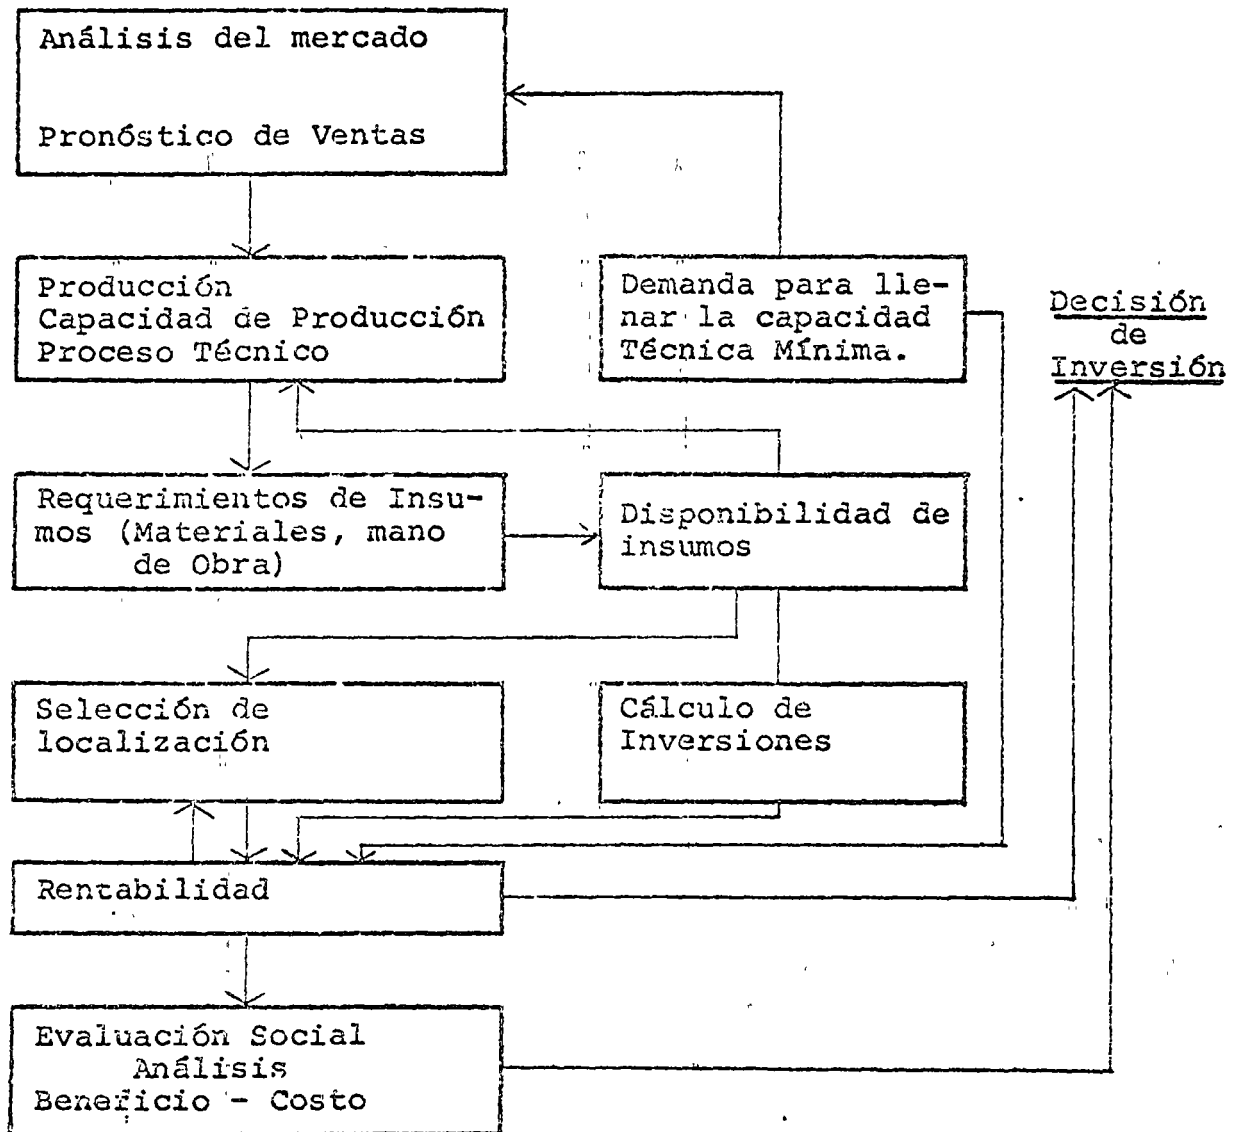 Análisis del mercado
Pronóstico de Ventas
Producción
Capacidad de Producción
Proceso Técnico
Demanda para lle-
nar la capacidad
Técnica Mínima.
Decisión
de
Inversión
Requerimientos de Insu-
mos (Materiales, mano
de Obra)
Disponibilidad de
insumos
Selección de
localización
Cálculo de
Inversiones
Rentabilidad
Evaluación Social
Análisis
Beneficio - Costo